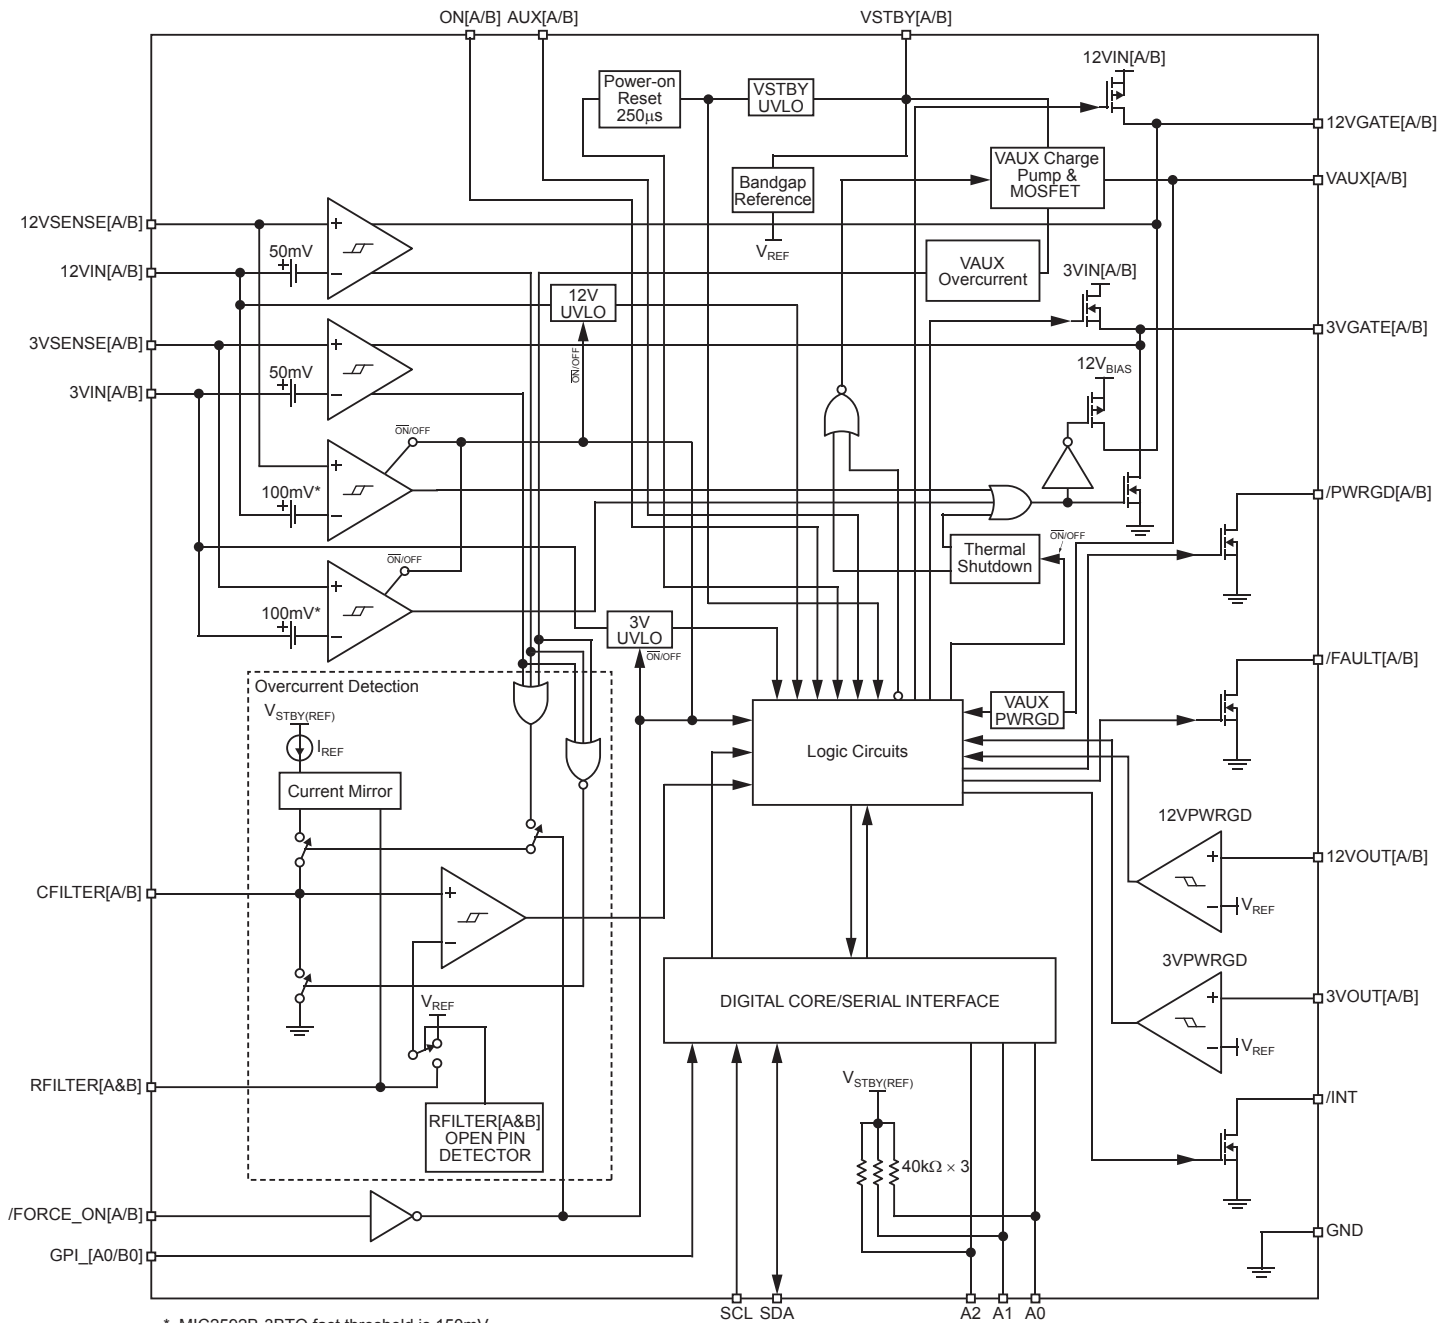 ON[A/B] AUX[A/B]
VSTBY[A/B]
12VIN[A/B]
Power-on
Reset
250µs
VSTBY
UVLO
12VGATE[A/B]
VAUX Charge
Pump &
MOSFET
VAUX[A/B]
Bandgap
Reference
VREF
12VSENSE[A/B]
+
50mV
+
−
12VIN[A/B]
VAUX
Overcurrent
3VIN[A/B]
12V
UVLO
ON/OFF
3VGATE[A/B]
3VSENSE[A/B]
+
50mV
+
−
3VIN[A/B]
12VBIAS
ON/OFF
+
100mV*
+
−
/PWRGD[A/B]
ON/OFF
Thermal
Shutdown
ON/OFF
+
100mV*
+
−
3V
UVLO
ON/OFF
/FAULT[A/B]
Overcurrent Detection
VSTBY(REF)
IREF
Current Mirror
VAUX
PWRGD
Logic Circuits
12VPWRGD
+
12VOUT[A/B]
−
VREF
CFILTER[A/B]
+
−
3VPWRGD
+
3VOUT[A/B]
−
VREF
DIGITAL CORE/SERIAL INTERFACE
VREF
RFILTER[A&B]
RFILTER[A&B]
OPEN PIN
DETECTOR
VSTBY(REF)
40kΩ × 3
/INT
/FORCE_ON[A/B]
GPI_[A0/B0]
GND
SCL SDA
A2 A1 A0